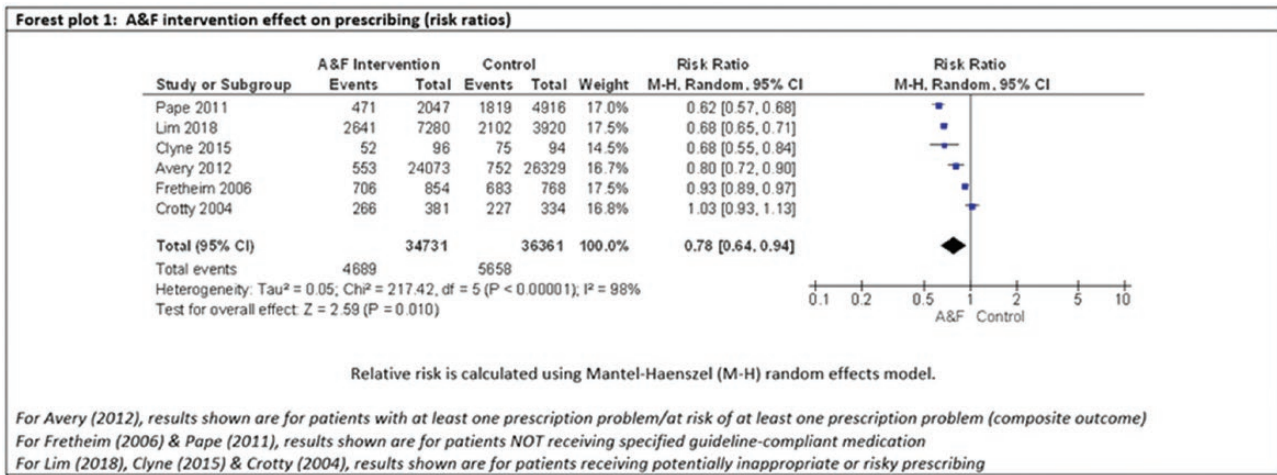 Forest plot 1: A&F intervention effect on prescribing (risk ratios)
A&F Intervention Control Risk Ratio Risk Ratio
Study or Subgroup Events Total Events Total Weight M-H, Random, 95% CI M-H, Random, 95% CI
Pape 2011 471 2047 1819 4916 17.0% 0.62 [0.57, 0.68]
Lim 2018 2641 7280 2102 3920 17.5% 0.68 [0.65, 0.71]
Clyne 2015 52 96 75 94 14.5% 0.68 [0.55, 0.84]
Avery 2012 553 24073 752 26329 16.7% 0.80 [0.72, 0.90]
Fretheim 2006 706 854 683 768 17.5% 0.93 [0.89, 0.97]
Crotty 2004 266 381 227 334 16.8% 1.03 [0.93, 1.13]
Total (95% CI) 34731 36361 100.0% 0.78 [0.64, 0.94]
Total events 4689 5658
Heterogeneity: Tau² = 0.05; Chi² = 217.42, df = 5 (P < 0.00001); I² = 98%
Test for overall effect: Z = 2.59 (P = 0.010)
0.1 0.2 0.5 1 2 5 10
A&F Control
Relative risk is calculated using Mantel-Haenszel (M-H) random effects model.
For Avery (2012), results shown are for patients with at least one prescription problem/at risk of at least one prescription problem (composite outcome)
For Fretheim (2006) & Pape (2011), results shown are for patients NOT receiving specified guideline-compliant medication
For Lim (2018), Clyne (2015) & Crotty (2004), results shown are for patients receiving potentially inappropriate or risky prescribing